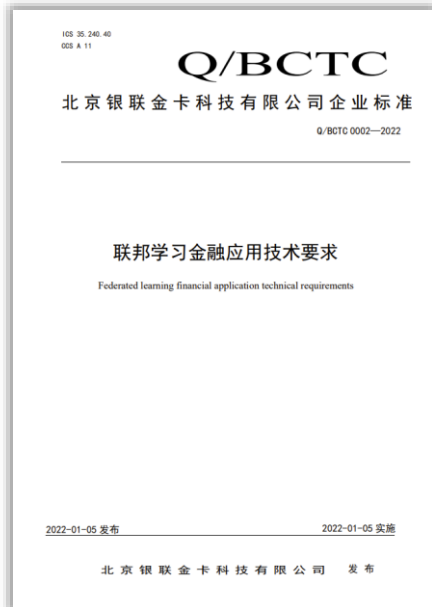 ICS 35.240.40
CCS A 11
Q/BCTC
北京银联金卡科技有限公司企业标准
Q/BCTC 0002—2022
联邦学习金融应用技术要求
Federated learning financial application technical requirements
2022-01-05 发布
2022-01-05 实施
北京银联金卡科技有限公司 发布